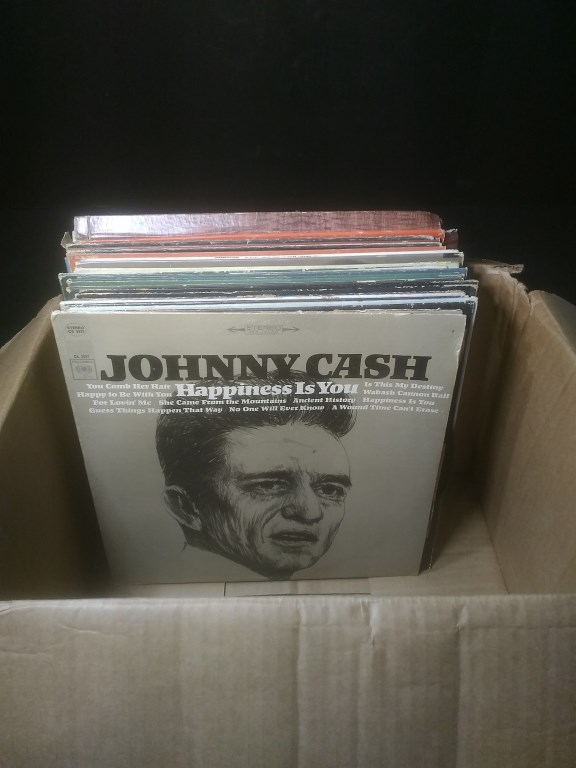 JOHNNY CASH
You Comb Her Hair Happiness Is You Is This My Destiny
Happy to Be With You Wabash Cannon Ball
For Lovin' Me She Came From the Mountains Ancient History Happiness Is You
Guess Things Happen That Way No One Will Ever Know A Wound Time Can't Erase